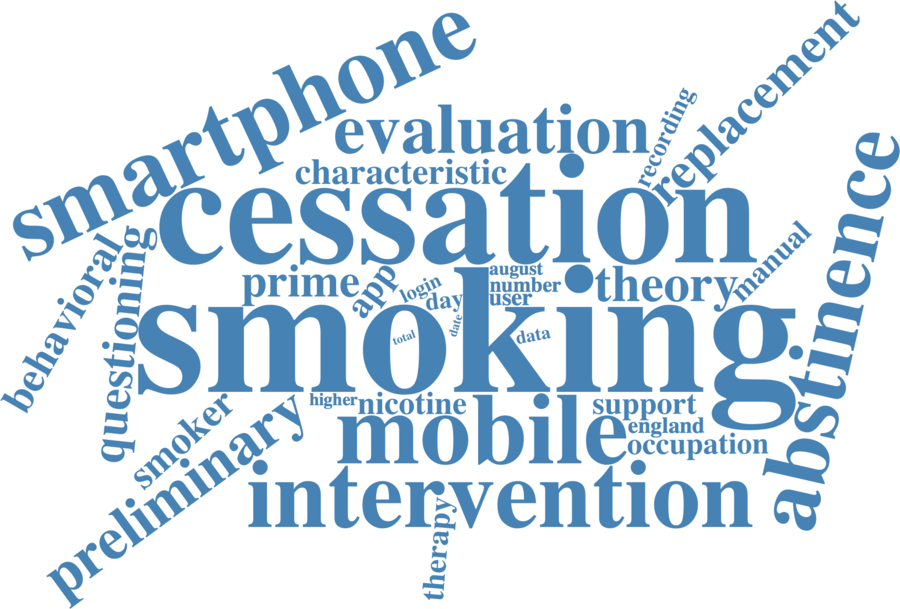 smartphone
replacement
evaluation
recording
characteristic
cessation
abstinence
behavioral
questioning
prime
app
login
day
august
number
user
theory
manual
smoking
total
date
data
higher
nicotine
support
smoker
mobile
england
occupation
preliminary
intervention
therapy